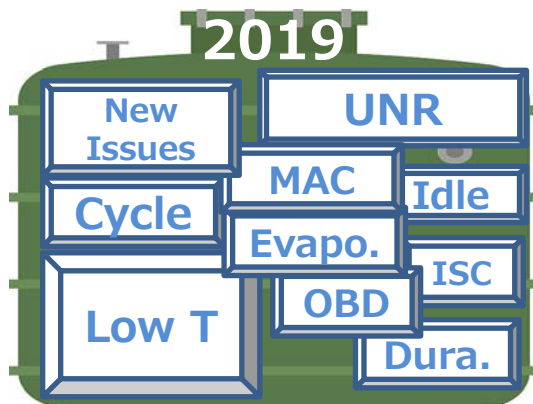 2019
New
Issues
UNR
MAC
Idle
Cycle
Evapo.
ISC
OBD
Low T
Dura.